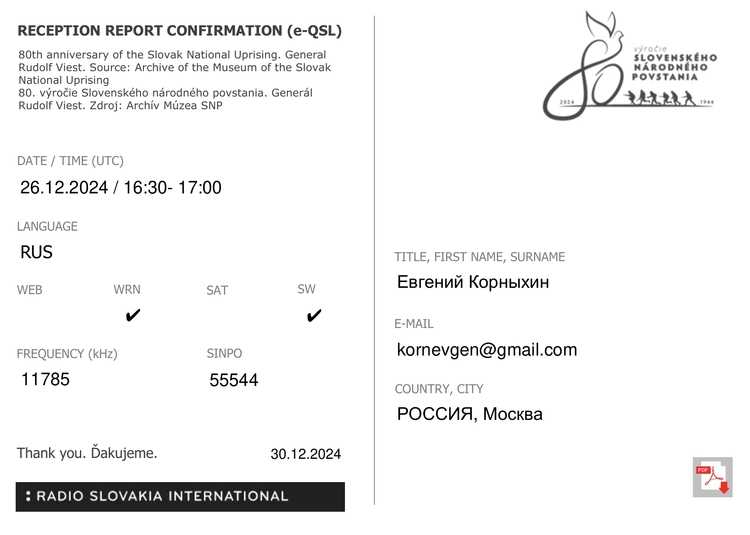 RECEPTION REPORT CONFIRMATION (e-QSL)
80th anniversary of the Slovak National Uprising. General
Rudolf Viest. Source: Archive of the Museum of the Slovak
National Uprising
80. výročie Slovenského národného povstania. Generál
Rudolf Viest. Zdroj: Archív Múzea SNP
DATE / TIME (UTC)
26.12.2024 / 16:30- 17:00
LANGUAGE
RUS
WEB WRN SAT SW
✔ ✔
FREQUENCY (kHz) SINPO
11785 55544
Thank you. Ďakujeme. 30.12.2024
: RADIO SLOVAKIA INTERNATIONAL
80 výročie
SLOVENSKÉHO
NÁRODNÉHO
POVSTANIA
2024 1944
TITLE, FIRST NAME, SURNAME
Евгений Корныхин
E-MAIL
kornevgen@gmail.com
COUNTRY, CITY
РОССИЯ, Москва
PDF